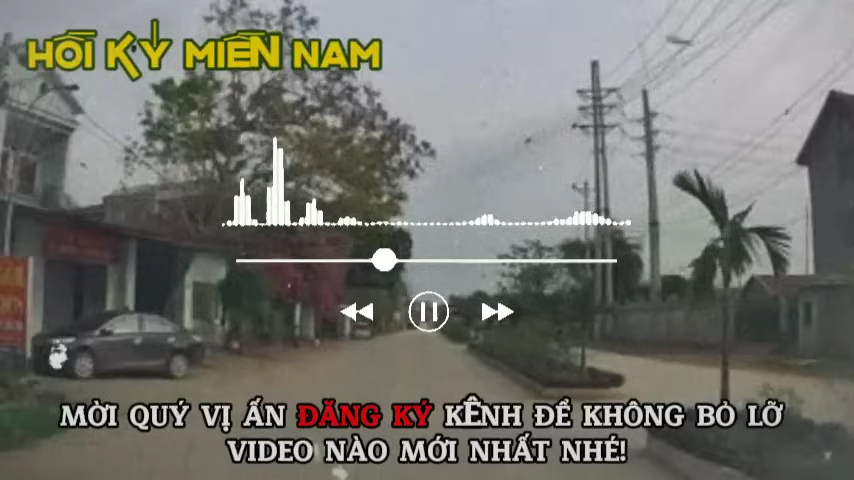 HỒI KÝ MIỀN NAM
MỜI QUÝ VỊ ẤN ĐĂNG KÝ KÊNH ĐỂ KHÔNG BỎ LỠ
VIDEO NÀO MỚI NHẤT NHÉ!